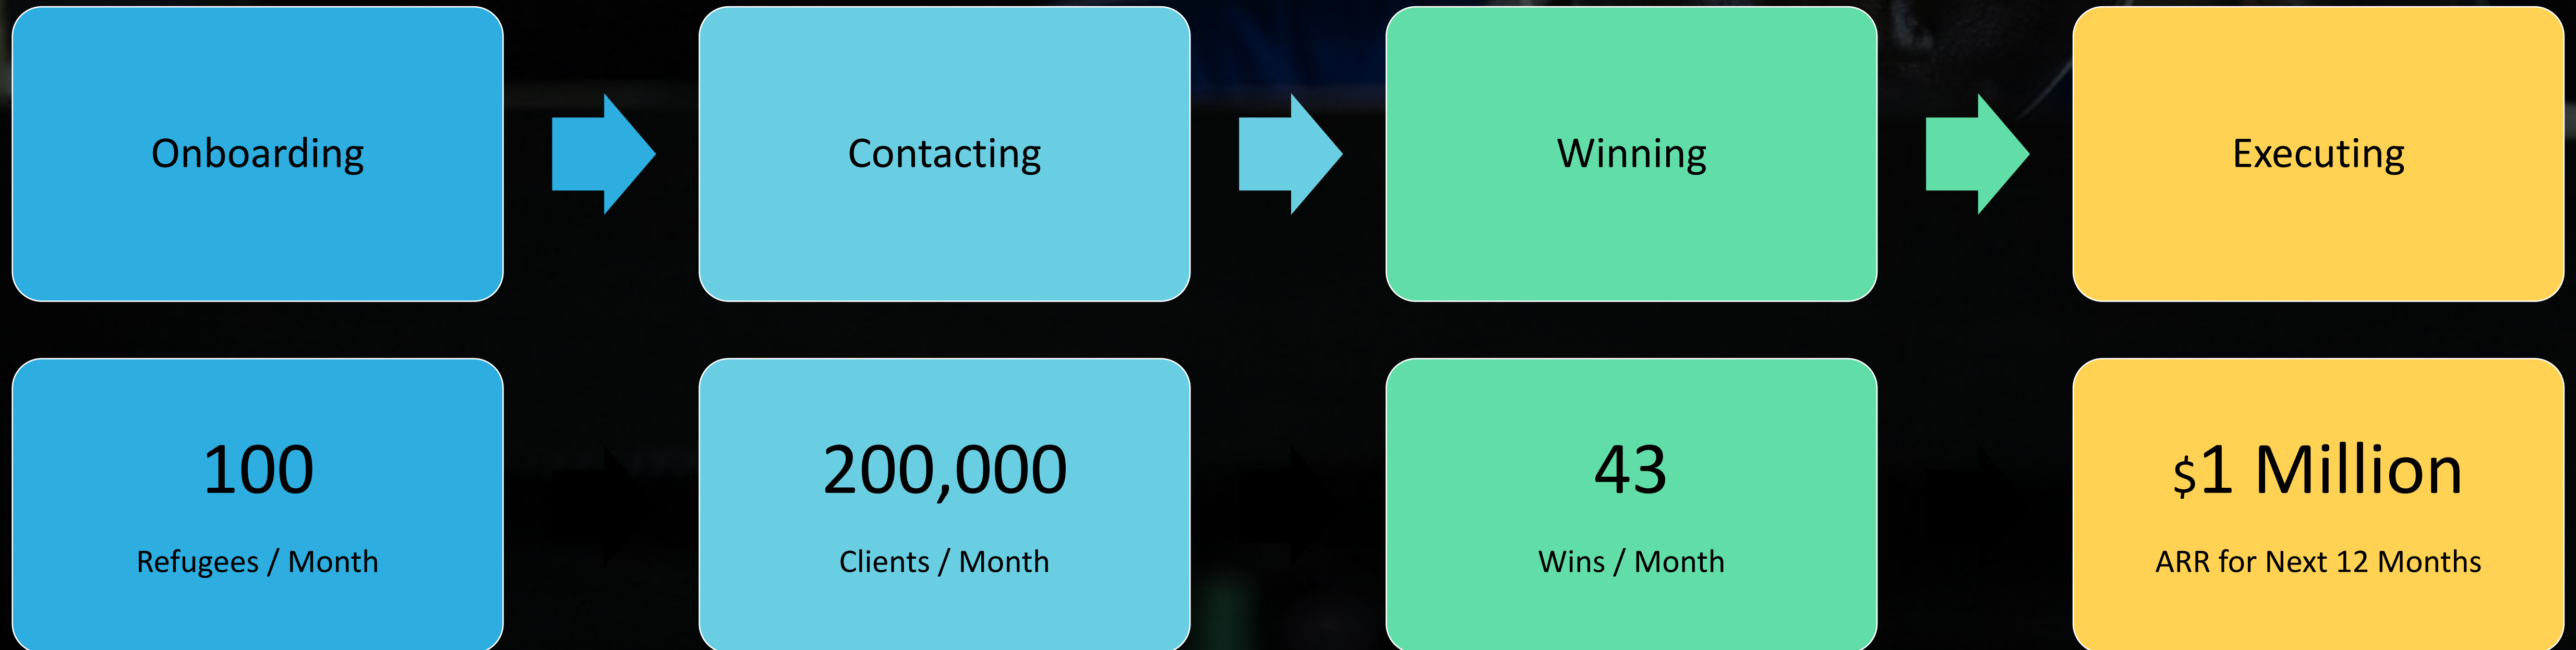 Onboarding
Contacting
Winning
Executing
100
Refugees / Month
200,000
Clients / Month
43
Wins / Month
$1 Million
ARR for Next 12 Months